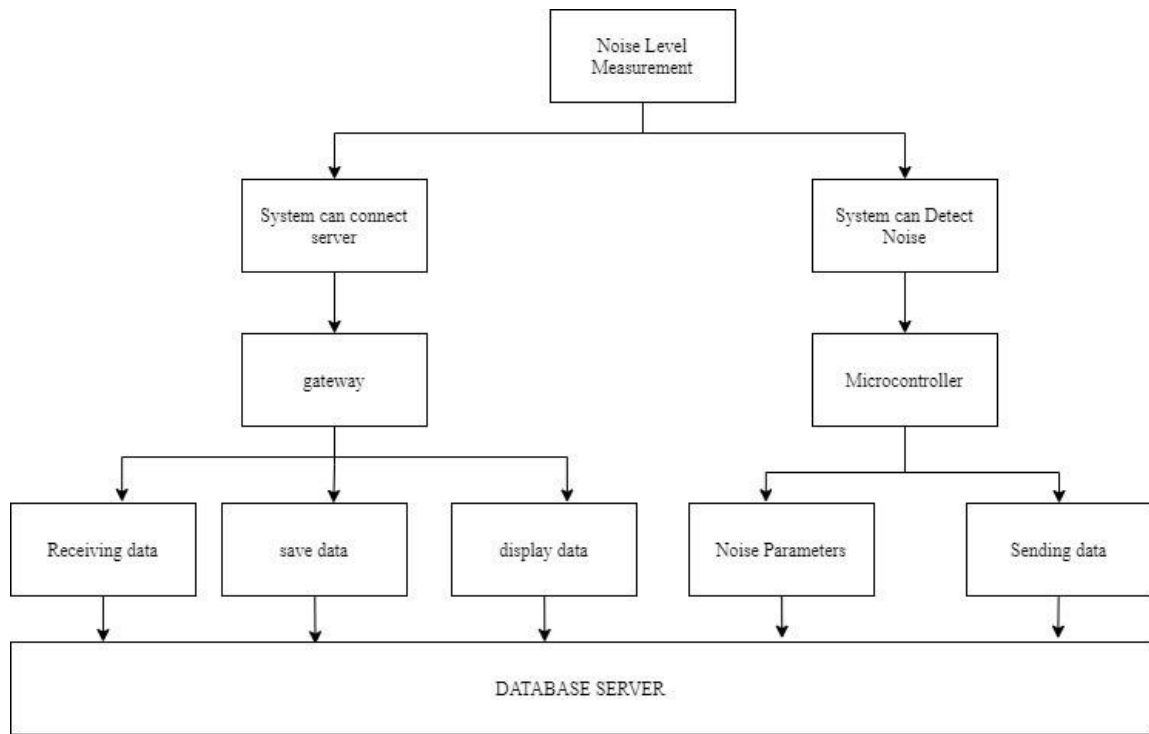 Noise Level
Measurement
System can connect
server
System can Detect
Noise
gateway
Microcontroller
Receiving data
save data
display data
Noise Parameters
Sending data
DATABASE SERVER